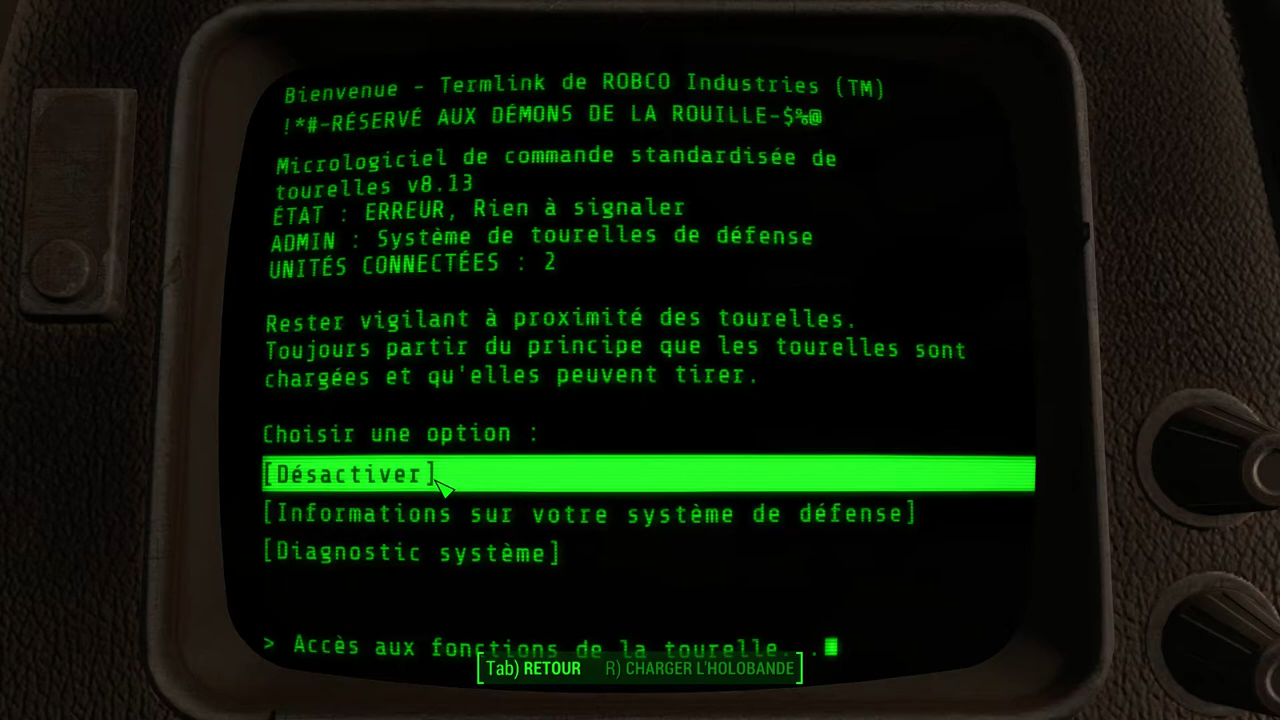 Bienvenue - Termlink de ROBCO Industries (TM)
!*#-RÉSERVÉ AUX DÉMONS DE LA ROUILLE-$%@
Micrologiciel de commande standardisée de
tourelles v8.13
ÉTAT : ERREUR, Rien à signaler
ADMIN : Système de tourelles de défense
UNITÉS CONNECTÉES : 2
Rester vigilant à proximité des tourelles.
Toujours partir du principe que les tourelles sont
chargées et qu'elles peuvent tirer.
Choisir une option :
[Désactiver]
[Informations sur votre système de défense]
[Diagnostic système]
> Accès aux fonctions de la tourelle...
Tab) RETOUR R) CHARGER L'HOLOBANDE